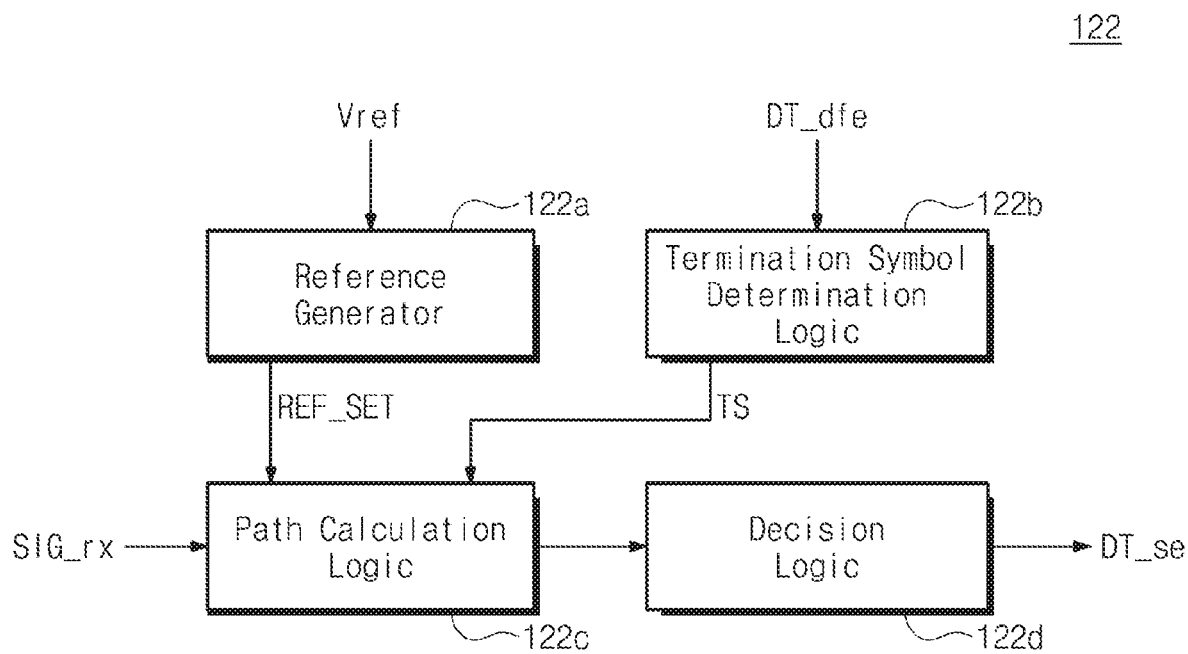 122
Vref
DT_dfe
122a
122b
Reference
Generator
Termination Symbol
Determination
Logic
REF_SET
TS
SIG_rx
Path Calculation
Logic
Decision
Logic
DT_se
122c
122d